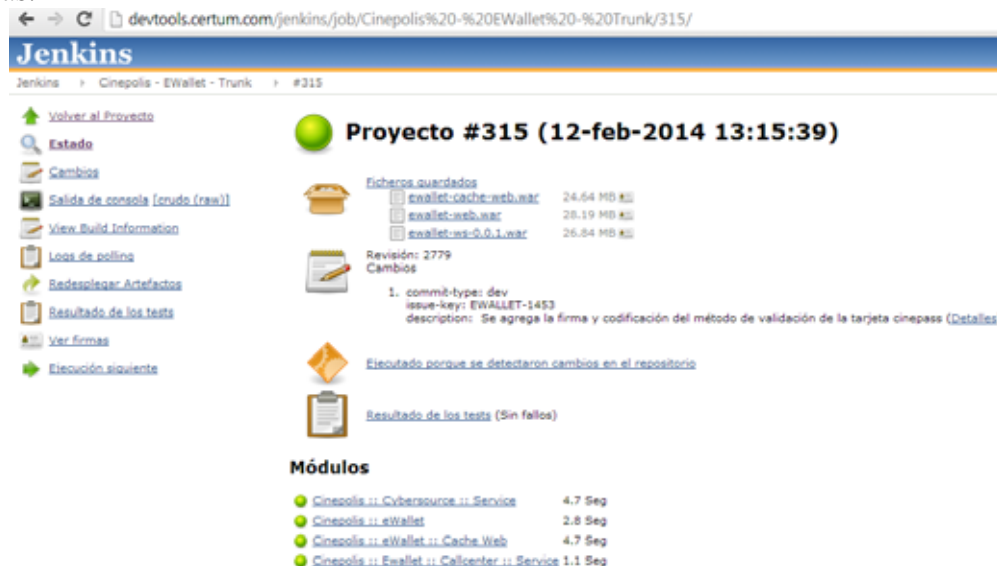 devtools.certum.com/jenkins/job/Cinepolis%20-%20EWallet%20-%20Trunk/315/
Jenkins
Jenkins Cinepolis - EWallet - Trunk #315
Volver al Proyecto
Estado
Cambios
Salida de consola [crudo (raw)]
View Build Information
Logs de polling
Redesplegar Artefactos
Resultado de los tests
Ver firmas
Ejecución siguiente
Proyecto #315 (12-feb-2014 13:15:39)
Ficheros guardados
ewallet-cache-web.war 24.64 MB
ewallet-web.war 28.19 MB
ewallet-ws-0.0.1.war 26.84 MB
Revisión: 2779
Cambios
1. commit-type: dev
issue-key: EWALLET-1453
description: Se agrega la firma y codificación del método de validación de la tarjeta cinepass (Detalles
Ejecutado porque se detectaron cambios en el repositorio
Resultado de los tests (Sin fallos)
Módulos
Cinepolis :: Cybersource :: Service 4.7 Seg
Cinepolis :: eWallet 2.8 Seg
Cinepolis :: eWallet :: Cache Web 4.7 Seg
Cinepolis :: Ewallet :: Callcenter :: Service 1.1 Seg